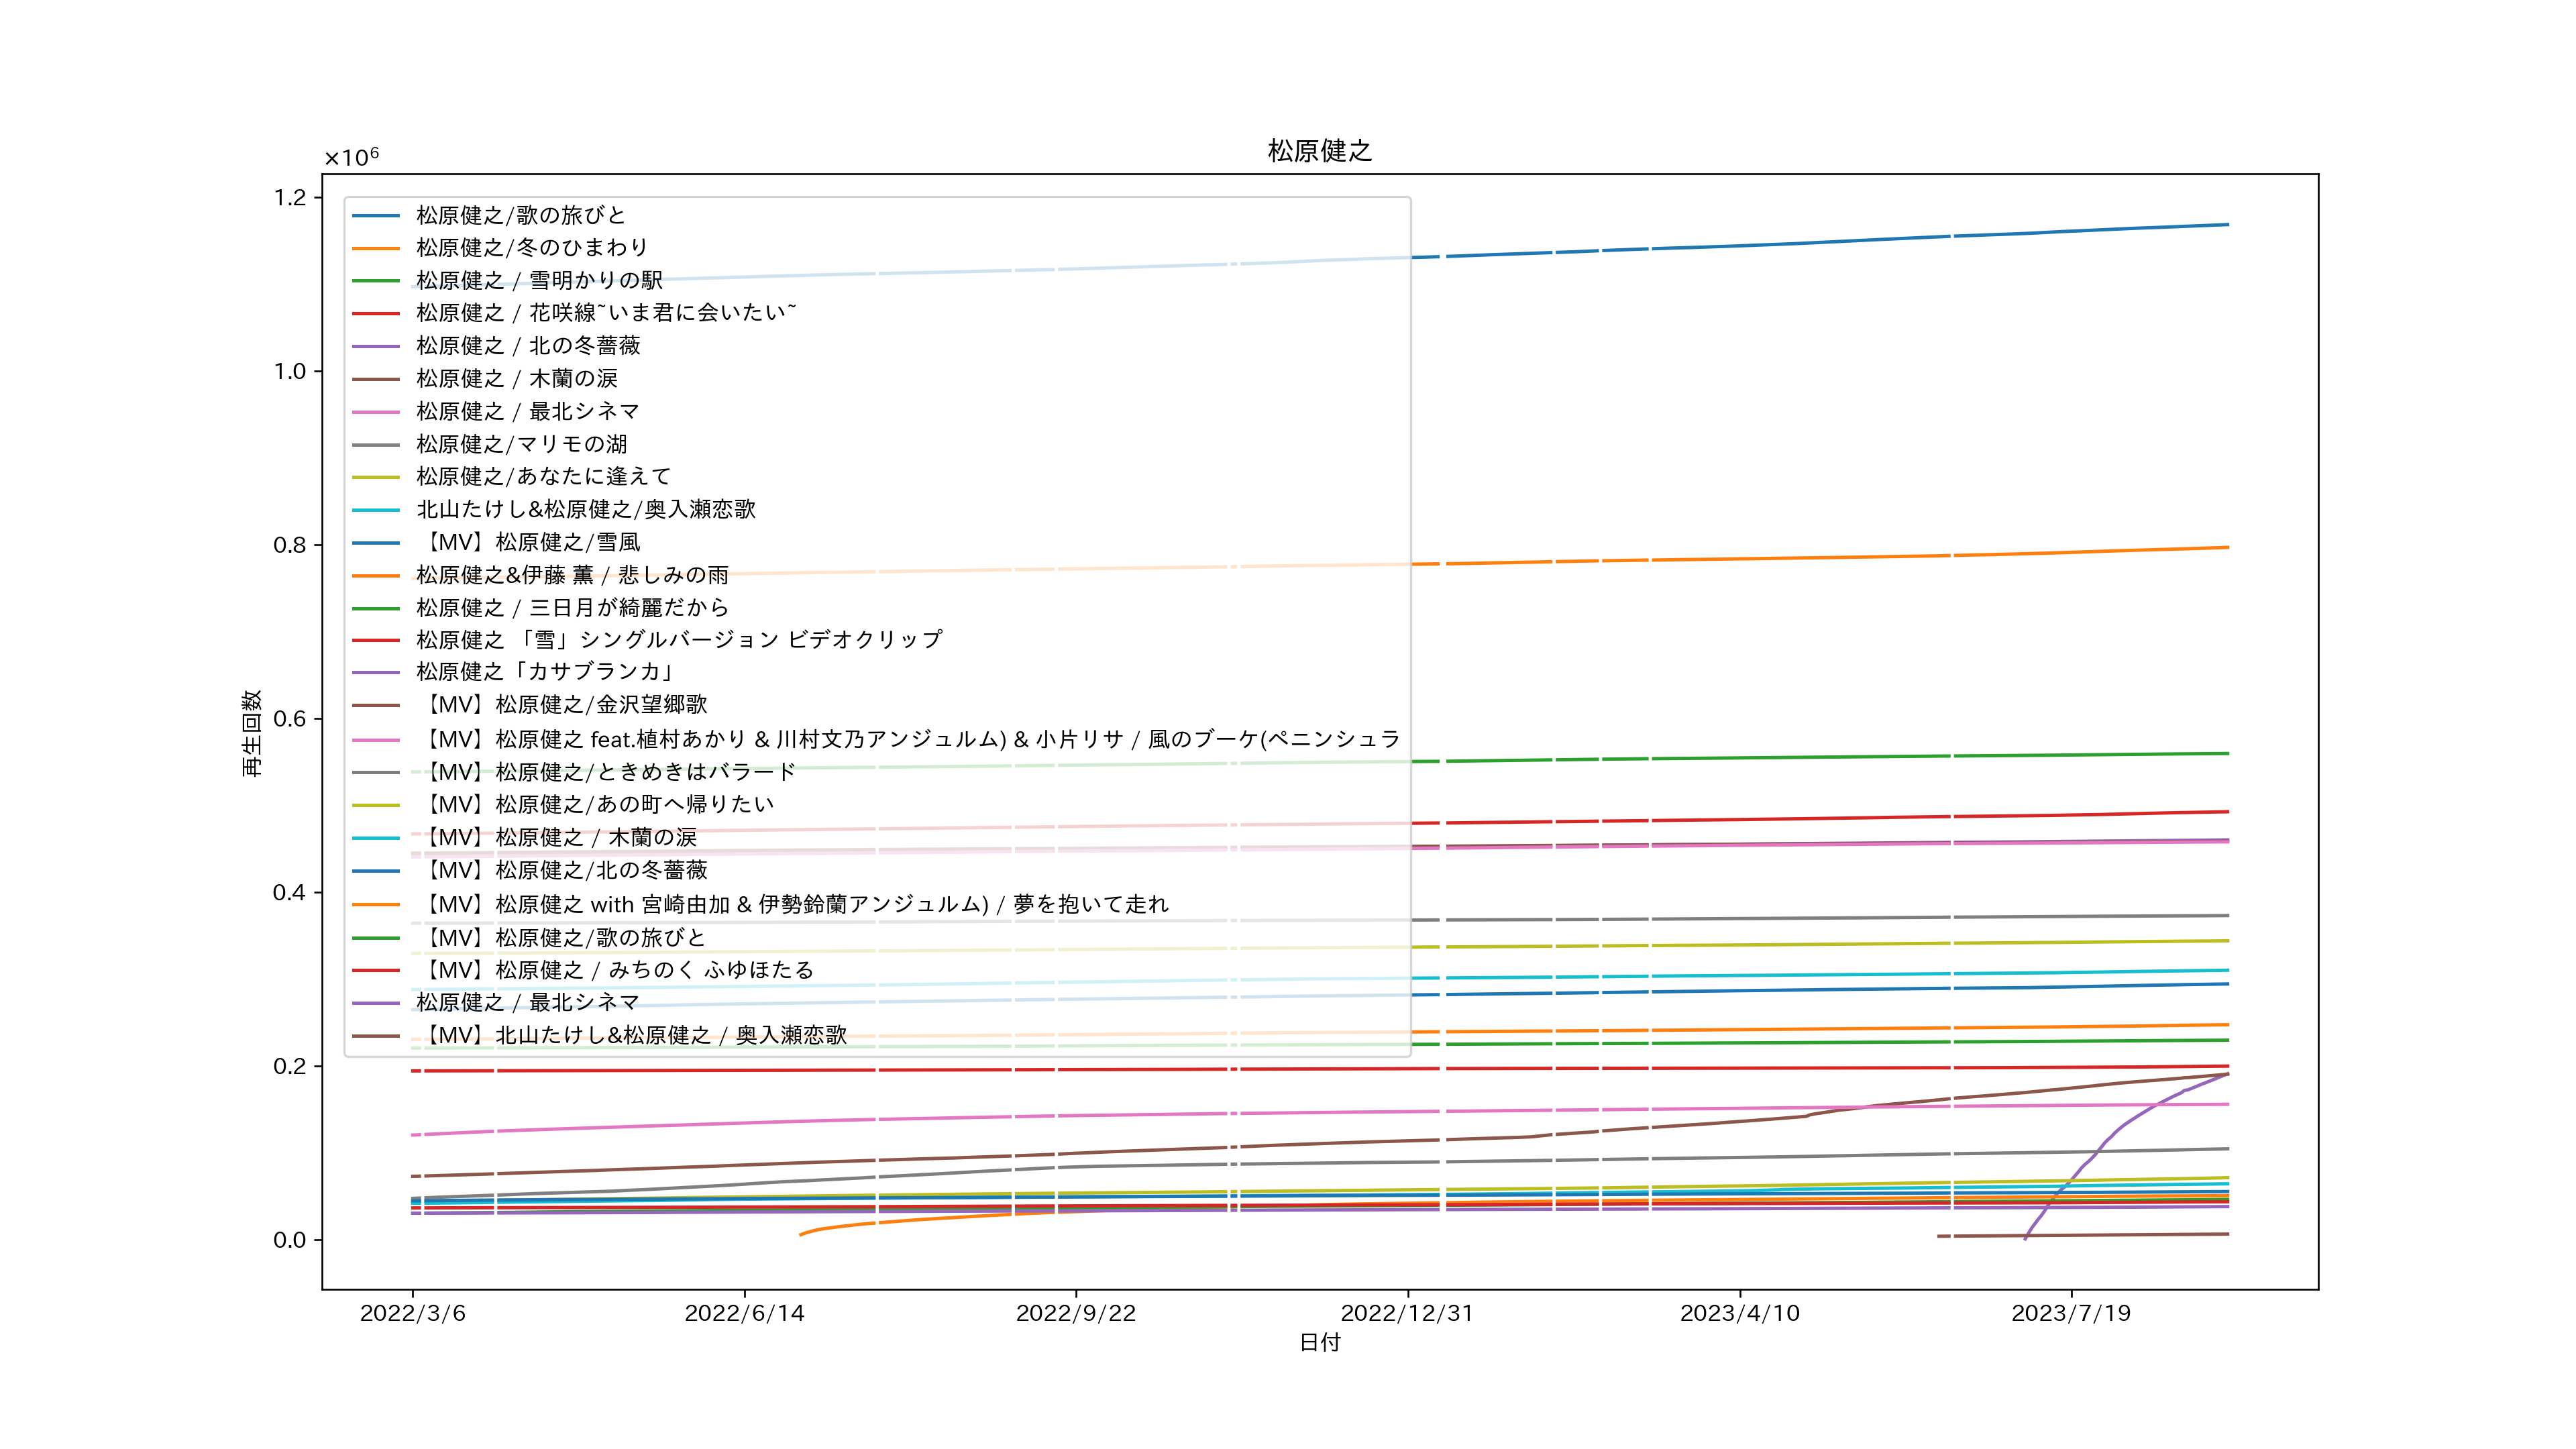 松原健之
×10⁶
1.2
1.0
0.8
0.6
0.4
0.2
0.0
再生回数
松原健之/歌の旅びと
松原健之/冬のひまわり
松原健之 / 雪明かりの駅
松原健之 / 花咲線~いま君に会いたい~
松原健之 / 北の冬薔薇
松原健之 / 木蘭の涙
松原健之 / 最北シネマ
松原健之/マリモの湖
松原健之/あなたに逢えて
北山たけし&松原健之/奥入瀬恋歌
【MV】松原健之/雪風
松原健之&伊藤 薫 / 悲しみの雨
松原健之 / 三日月が綺麗だから
松原健之 「雪」シングルバージョン ビデオクリップ
松原健之「カサブランカ」
【MV】松原健之/金沢望郷歌
【MV】松原健之 feat.植村あかり & 川村文乃アンジュルム) & 小片リサ / 風のブーケ(ペニンシュラ
【MV】松原健之/ときめきはバラード
【MV】松原健之/あの町へ帰りたい
【MV】松原健之 / 木蘭の涙
【MV】松原健之/北の冬薔薇
【MV】松原健之 with 宮崎由加 & 伊勢鈴蘭アンジュルム) / 夢を抱いて走れ
【MV】松原健之/歌の旅びと
【MV】松原健之 / みちのく ふゆほたる
松原健之 / 最北シネマ
【MV】北山たけし&松原健之 / 奥入瀬恋歌
2022/3/6
2022/6/14
2022/9/22
2022/12/31
2023/4/10
2023/7/19
日付